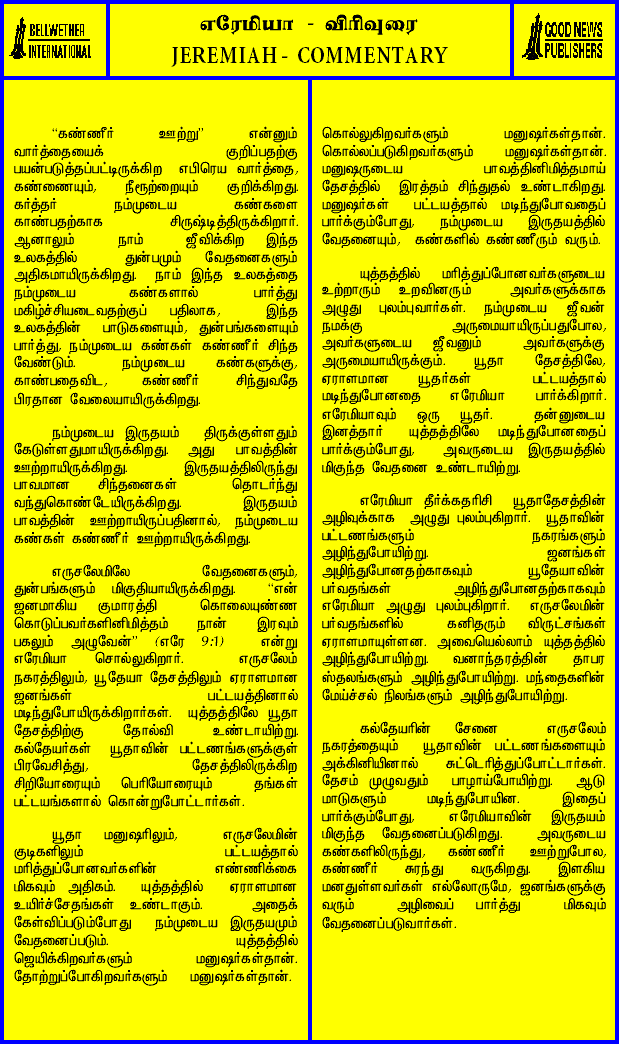 BELLWETHER
INTERNATIONAL
எரேமியா - விரிவுரை
JEREMIAH - COMMENTARY
GOOD NEWS
PUBLISHERS
“கண்ணீர் ஊற்று” என்னும்
வார்த்தையைக் குறிப்பதற்கு
பயன்படுத்தப்பட்டிருக்கிற எபிரெய வார்த்தை,
கண்ணையும், நீரூற்றையும் குறிக்கிறது.
கர்த்தர் நம்முடைய கண்களை
காண்பதற்காக சிருஷ்டித்திருக்கிறார்.
ஆனாலும் நாம் ஜீவிக்கிற இந்த
உலகத்தில் துன்பமும் வேதனைகளும்
அதிகமாயிருக்கிறது. நாம் இந்த உலகத்தை
நம்முடைய கண்களால் பார்த்து
மகிழ்ச்சியடைவதற்குப் பதிலாக, இந்த
உலகத்தின் பாடுகளையும், துன்பங்களையும்
பார்த்து, நம்முடைய கண்கள் கண்ணீர் சிந்த
வேண்டும். நம்முடைய கண்களுக்கு,
காண்பதைவிட, கண்ணீர் சிந்துவதே
பிரதான வேலையாயிருக்கிறது.
நம்முடைய இருதயம் திருக்குள்ளதும்
கேடுள்ளதுமாயிருக்கிறது. அது பாவத்தின்
ஊற்றாயிருக்கிறது. இருதயத்திலிருந்து
பாவமான சிந்தனைகள் தொடர்ந்து
வந்துகொண்டேயிருக்கிறது. இருதயம்
பாவத்தின் ஊற்றாயிருப்பதினால், நம்முடைய
கண்கள் கண்ணீர் ஊற்றாயிருக்கிறது.
எருசலேமிலே வேதனைகளும்,
துன்பங்களும் மிகுதியாயிருக்கிறது. “என்
ஜனமாகிய குமாரத்தி கொலையுண்ண
கொடுப்பவர்களினிமித்தம் நான் இரவும்
பகலும் அழுவேன்” (எரே 9:1) என்று
எரேமியா சொல்லுகிறார். எருசலேம்
நகரத்திலும், யூதேயா தேசத்திலும் ஏராளமான
ஜனங்கள் பட்டயத்தினால்
மடிந்துபோயிருக்கிறார்கள். யுத்தத்திலே யூதா
தேசத்திற்கு தோல்வி உண்டாயிற்று.
கல்தேயர்கள் யூதாவின் பட்டணங்களுக்குள்
பிரவேசித்து, தேசத்திலிருக்கிற
சிறியோரையும் பெரியோரையும் தங்கள்
பட்டயங்களால் கொன்றுபோட்டார்கள்.
யூதா மனுஷரிலும், எருசலேமின்
குடிகளிலும் பட்டயத்தால்
மரித்துப்போனவர்களின் எண்ணிக்கை
மிகவும் அதிகம். யுத்தத்தில் ஏராளமான
உயிர்ச்சேதங்கள் உண்டாகும். அதைக்
கேள்விப்படும்போது நம்முடைய இருதயமும்
வேதனைப்படும். யுத்தத்தில்
ஜெயிக்கிறவர்களும் மனுஷர்கள்தான்.
தோற்றுப்போகிறவர்களும் மனுஷர்கள்தான்.
கொல்லுகிறவர்களும் மனுஷர்கள்தான்.
கொல்லப்படுகிறவர்களும் மனுஷர்கள்தான்.
மனுஷருடைய பாவத்தினிமித்தமாய்
தேசத்தில் இரத்தம் சிந்துதல் உண்டாகிறது.
மனுஷர்கள் பட்டயத்தால் மடிந்துபோவதைப்
பார்க்கும்போது, நம்முடைய இருதயத்தில்
வேதனையும், கண்களில் கண்ணீரும் வரும்.
யுத்தத்தில் மரித்துப்போனவர்களுடைய
உற்றாரும் உறவினரும் அவர்களுக்காக
அழுது புலம்புவார்கள். நம்முடைய ஜீவன்
நமக்கு அருமையாயிருப்பதுபோல,
அவர்களுடைய ஜீவனும் அவர்களுக்கு
அருமையாயிருக்கும். யூதா தேசத்திலே,
ஏராளமான யூதர்கள் பட்டயத்தால்
மடிந்துபோனதை எரேமியா பார்க்கிறார்.
எரேமியாவும் ஒரு யூதர். தன்னுடைய
இனத்தார் யுத்தத்திலே மடிந்துபோனதைப்
பார்க்கும்போது, அவருடைய இருதயத்தில்
மிகுந்த வேதனை உண்டாயிற்று.
எரேமியா தீர்க்கதரிசி யூதாதேசத்தின்
அழிவுக்காக அழுது புலம்புகிறார். யூதாவின்
பட்டணங்களும் நகரங்களும்
அழிந்துபோயிற்று. ஜனங்கள்
அழிந்துபோனதற்காகவும் யூதேயாவின்
பர்வதங்கள் அழிந்துபோனதற்காகவும்
எரேமியா அழுது புலம்புகிறார். எருசலேமின்
பர்வதங்களில் கனிதரும் விருட்சங்கள்
ஏராளமாயுள்ளன. அவையெல்லாம் யுத்தத்தில்
அழிந்துபோயிற்று. வனாந்தரத்தின் தாபர
ஸ்தலங்களும் அழிந்துபோயிற்று. மந்தைகளின்
மேய்ச்சல் நிலங்களும் அழிந்துபோயிற்று.
கல்தேயரின் சேனை எருசலேம்
நகரத்தையும் யூதாவின் பட்டணங்களையும்
அக்கினியினால் சுட்டெரித்துப்போட்டார்கள்.
தேசம் முழுவதும் பாழாய்போயிற்று. ஆடு
மாடுகளும் மடிந்துபோயின. இதைப்
பார்க்கும்போது, எரேமியாவின் இருதயம்
மிகுந்த வேதனைப்படுகிறது. அவருடைய
கண்களிலிருந்து, கண்ணீர் ஊற்றுபோல,
கண்ணீர் சுரந்து வருகிறது. இளகிய
மனதுள்ளவர்கள் எல்லோருமே, ஜனங்களுக்கு
வரும் அழிவைப் பார்த்து மிகவும்
வேதனைப்படுவார்கள்.